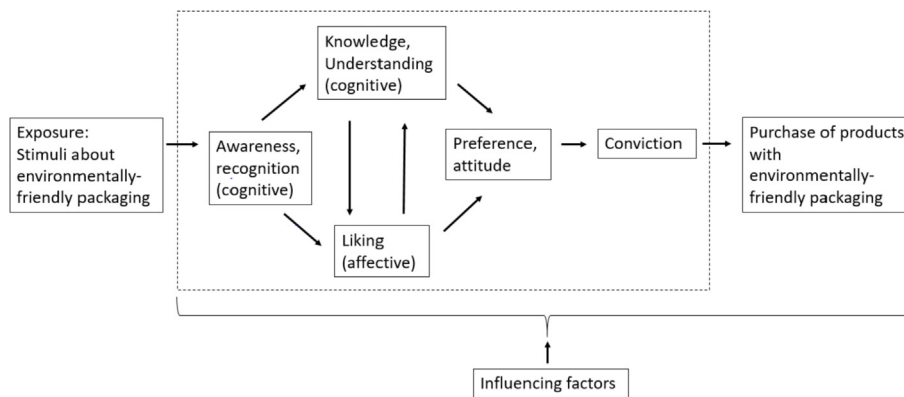 Knowledge,
Understanding
(cognitive)
Exposure:
Stimuli about
environmentally-
friendly packaging
Awareness,
recognition
(cognitive)
Preference,
attitude
Conviction
Purchase of products
with
environmentally-
friendly packaging
Liking
(affective)
Influencing factors